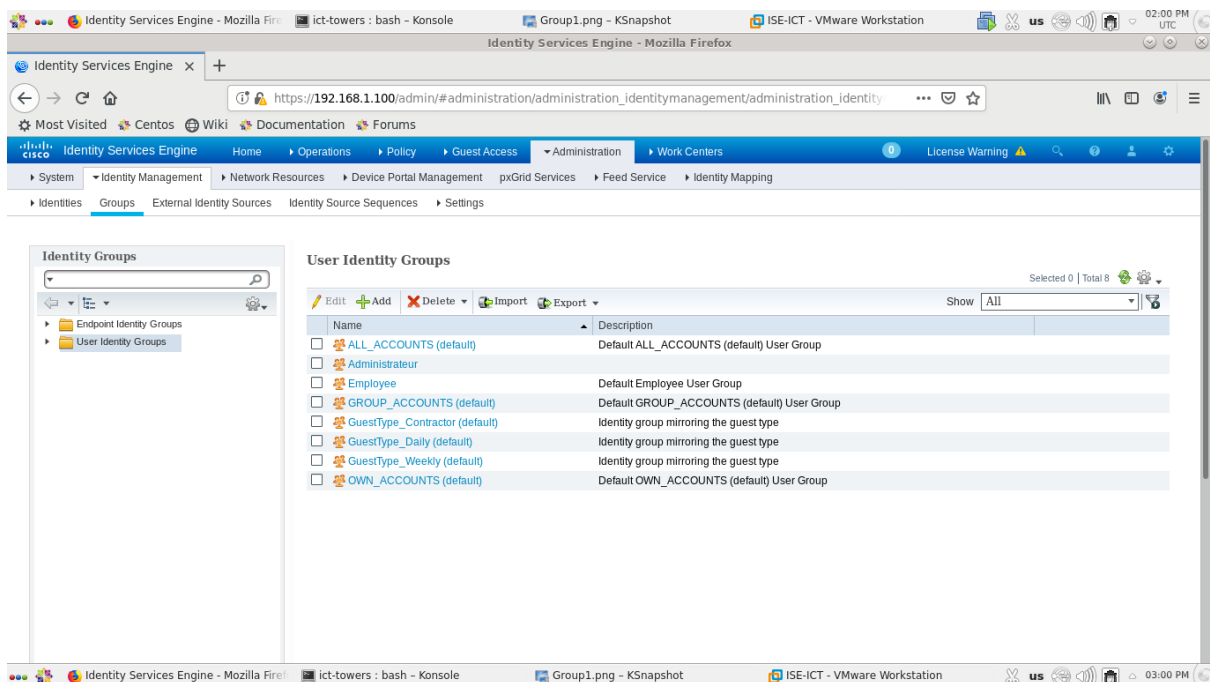 Identity Services Engine - Mozilla Fire ict-towers : bash – Konsole Group1.png – KSnapshot ISE-ICT - VMware Workstation us 02:00 PM
UTC
Identity Services Engine - Mozilla Firefox
Identity Services Engine × +
https://192.168.1.100/admin/#administration/administration_identitymanagement/administration_identity
Most Visited Centos Wiki Documentation Forums
cisco Identity Services Engine Home Operations Policy Guest Access Administration Work Centers 0 License Warning
System Identity Management Network Resources Device Portal Management pxGrid Services Feed Service Identity Mapping
Identities Groups External Identity Sources Identity Source Sequences Settings
Identity Groups
Endpoint Identity Groups
User Identity Groups
User Identity Groups
Selected 0 | Total 8
Edit Add Delete Import Export Show All
Name Description
ALL_ACCOUNTS (default) Default ALL_ACCOUNTS (default) User Group
Administrateur
Employee Default Employee User Group
GROUP_ACCOUNTS (default) Default GROUP_ACCOUNTS (default) User Group
GuestType_Contractor (default) Identity group mirroring the guest type
GuestType_Daily (default) Identity group mirroring the guest type
GuestType_Weekly (default) Identity group mirroring the guest type
OWN_ACCOUNTS (default) Default OWN_ACCOUNTS (default) User Group
Identity Services Engine - Mozilla Firef ict-towers : bash – Konsole Group1.png – KSnapshot ISE-ICT - VMware Workstation us 03:00 PM